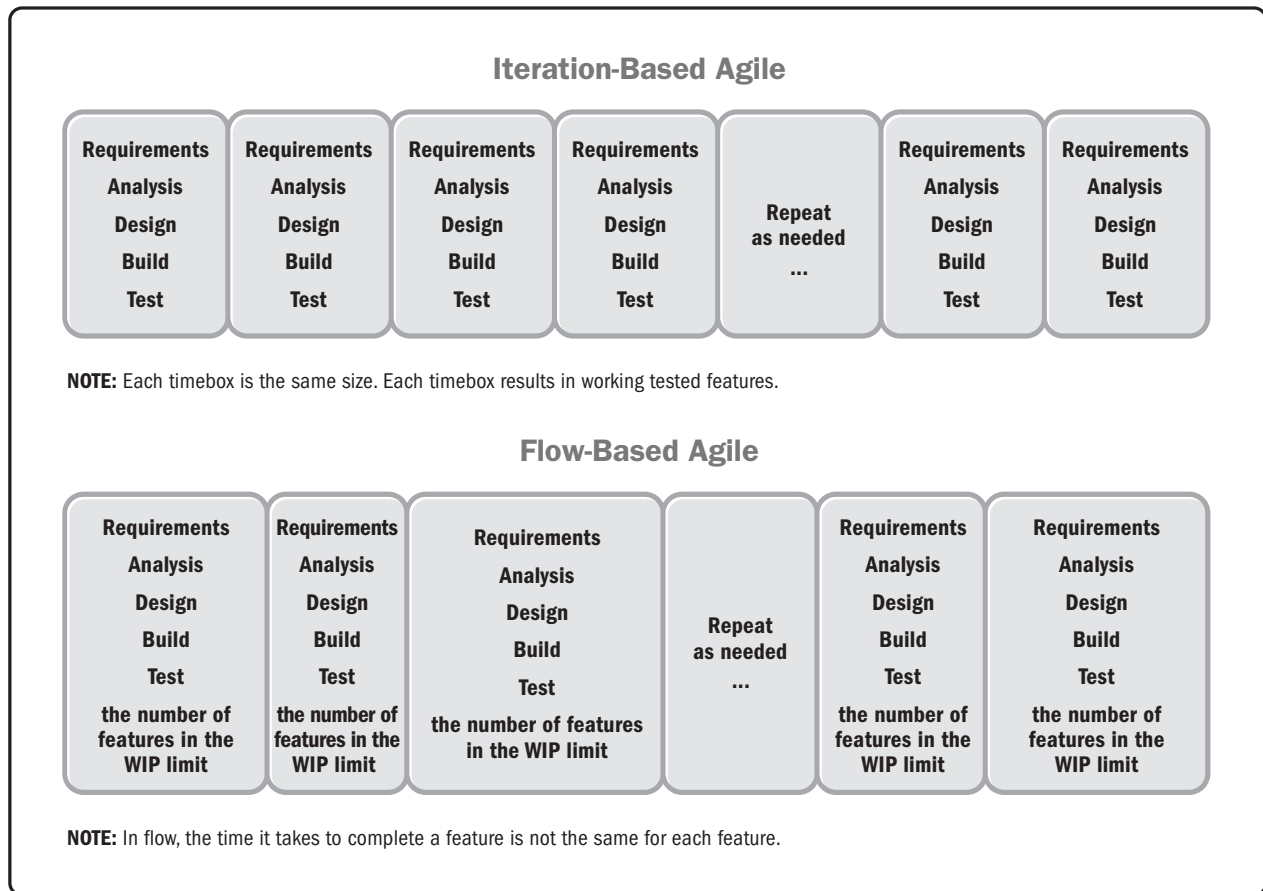 Iteration-Based Agile
Requirements
Analysis
Design
Build
Test
Requirements
Analysis
Design
Build
Test
Requirements
Analysis
Design
Build
Test
Requirements
Analysis
Design
Build
Test
Repeat
as needed
...
Requirements
Analysis
Design
Build
Test
Requirements
Analysis
Design
Build
Test
NOTE: Each timebox is the same size. Each timebox results in working tested features.
Flow-Based Agile
Requirements
Analysis
Design
Build
Test
the number of
features in the
WIP limit
Requirements
Analysis
Design
Build
Test
the number of
features in the
WIP limit
Requirements
Analysis
Design
Build
Test
the number of features
in the WIP limit
Repeat
as needed
...
Requirements
Analysis
Design
Build
Test
the number of
features in the
WIP limit
Requirements
Analysis
Design
Build
Test
the number of
features in the
WIP limit
NOTE: In flow, the time it takes to complete a feature is not the same for each feature.